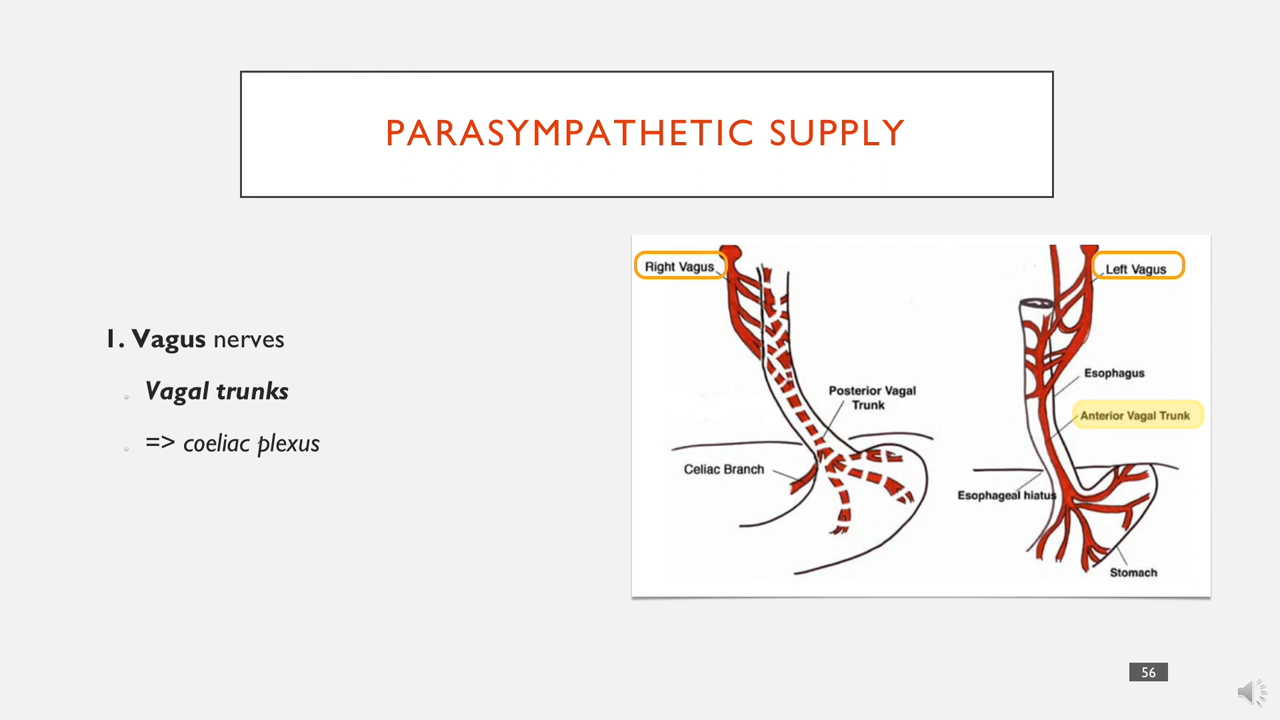 PARASYMPATHETIC SUPPLY
1. Vagus nerves
Vagal trunks
=> coeliac plexus
Right Vagus
Posterior Vagal
Trunk
Celiac Branch
Left Vagus
Esophagus
Anterior Vagal Trunk
Esophageal hiatus
Stomach
56